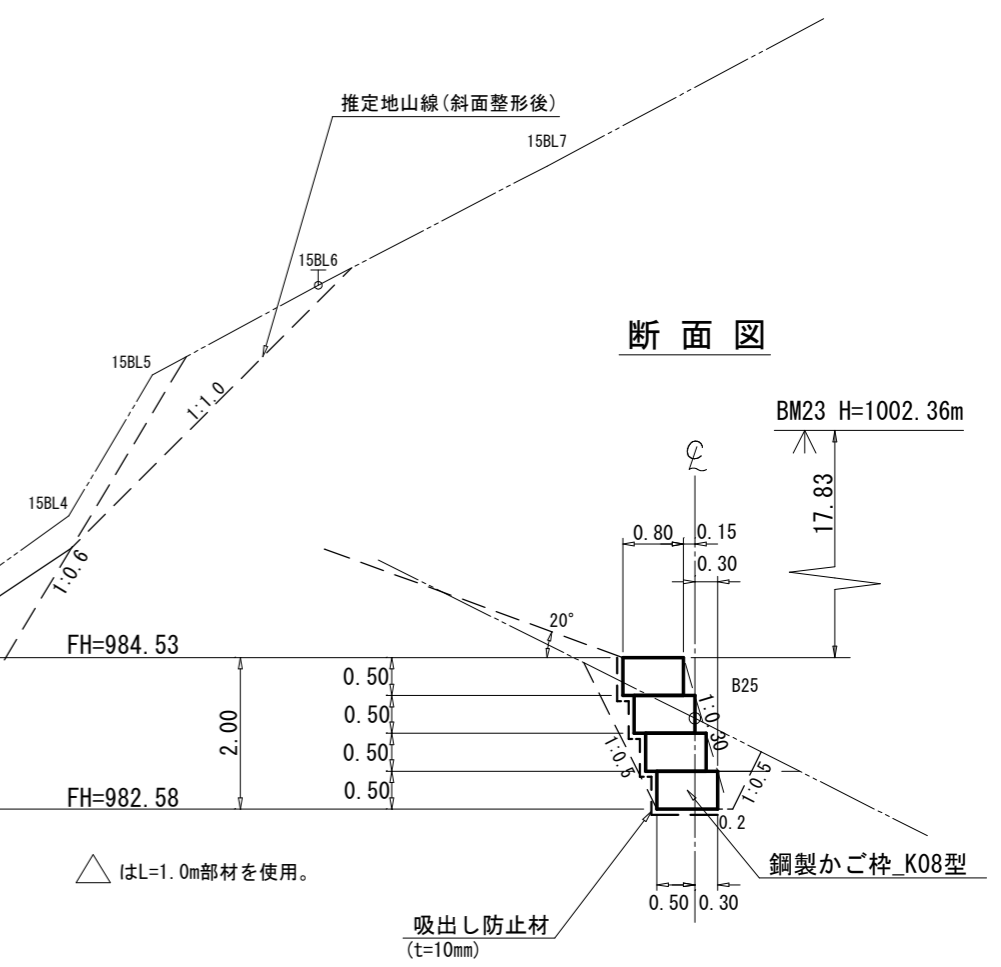 推定地山線(斜面整形後)
15BL7
15BL6
15BL5
1:1.0
15BL4
1:0.6
断面図
BM23 H=1002.36m
17.83
CL
0.80
0.15
0.30
20°
FH=984.53
0.50
0.50
0.50
0.50
2.00
FH=982.58
B25
1:0.30
1:0.5
1:0.5
0.2
鋼製かご枠_K08型
0.50
0.30
△はL=1.0m部材を使用。
吸出し防止材
(t=10mm)